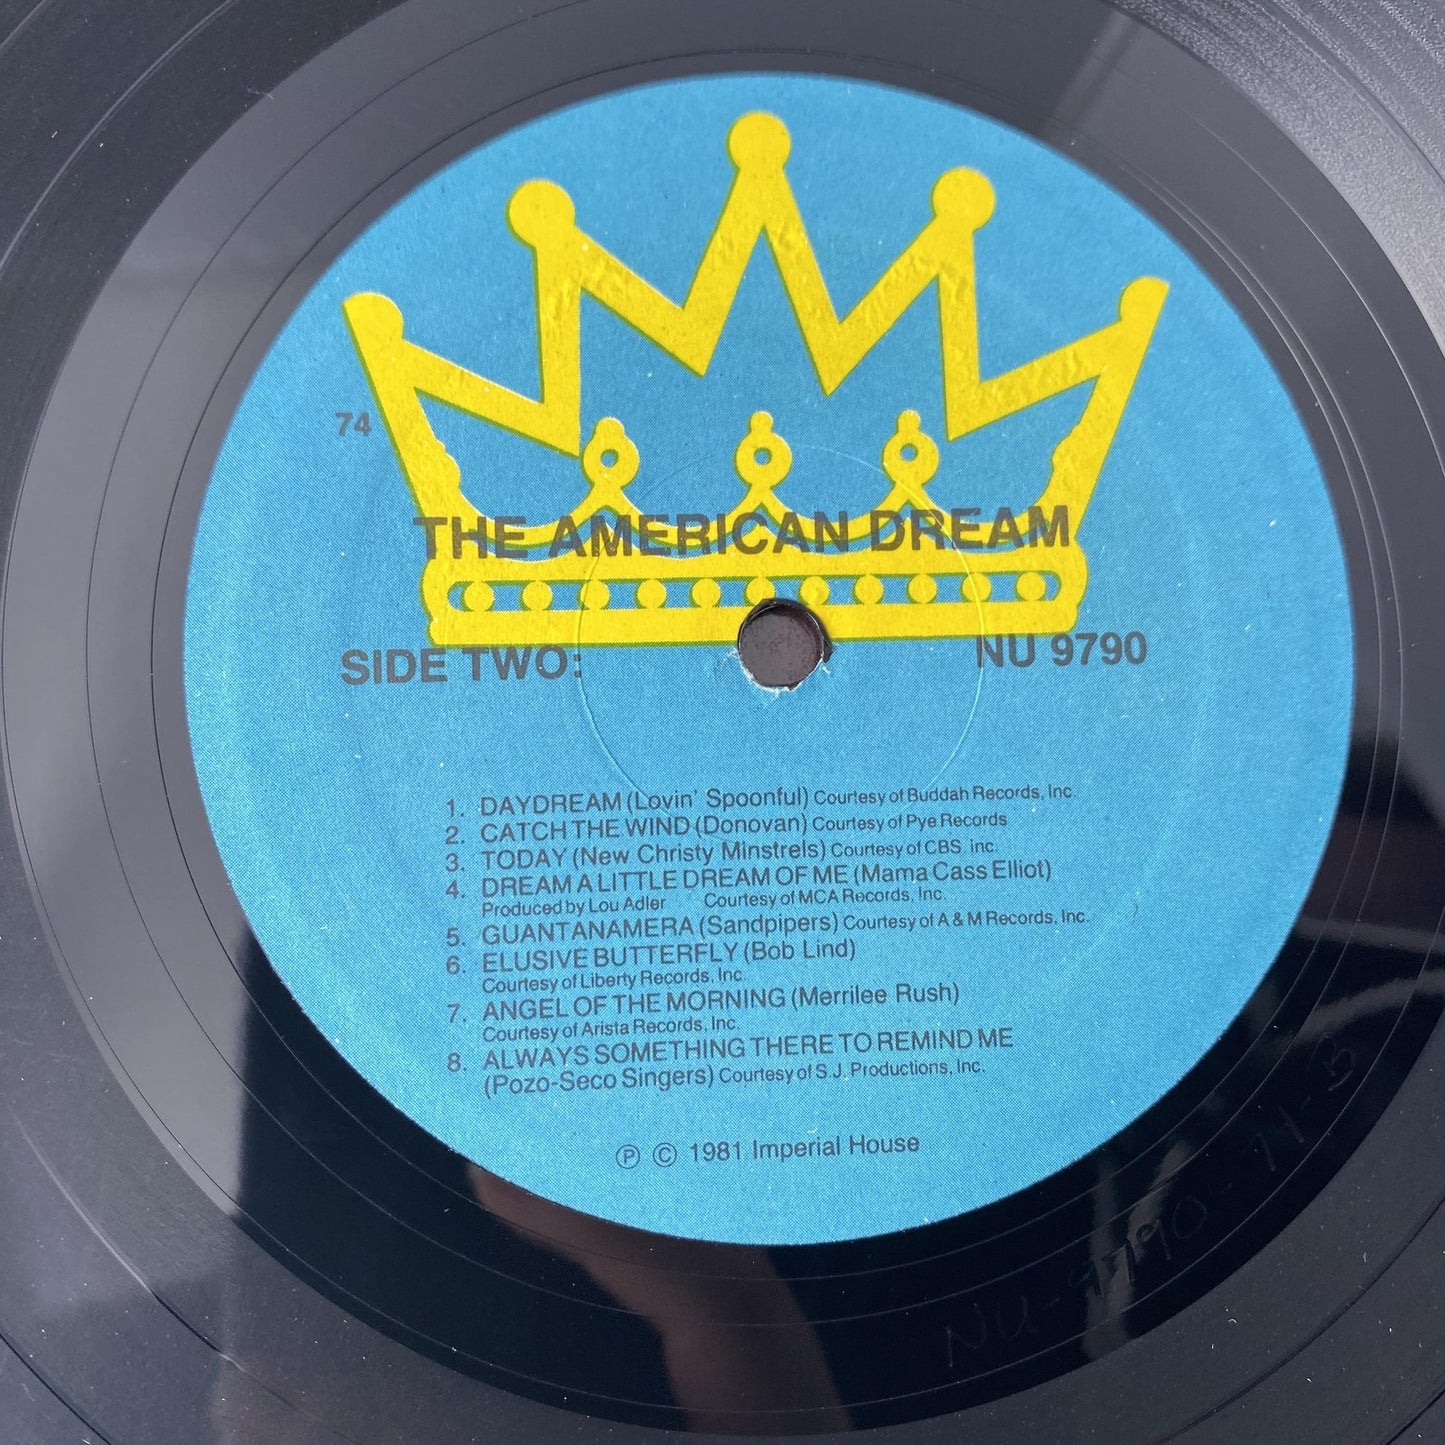 74
THE AMERICAN DREAM
SIDE TWO:
NU 9790
1. DAYDREAM (Lovin' Spoonful) Courtesy of Buddah Records, Inc.
2. CATCH THE WIND (Donovan) Courtesy of Pye Records
3. TODAY (New Christy Minstrels) Courtesy of CBS inc.
4. DREAM A LITTLE DREAM OF ME (Mama Cass Elliot)
Produced by Lou Adler Courtesy of MCA Records, Inc.
5. GUANTANAMERA (Sandpipers) Courtesy of A & M Records, Inc.
6. ELUSIVE BUTTERFLY (Bob Lind)
Courtesy of Liberty Records, Inc.
7. ANGEL OF THE MORNING (Merrilee Rush)
Courtesy of Arista Records, Inc.
8. ALWAYS SOMETHING THERE TO REMIND ME
(Pozo-Seco Singers) Courtesy of S.J. Productions, Inc.
Ⓟ © 1981 Imperial House
NU-9790-74-B